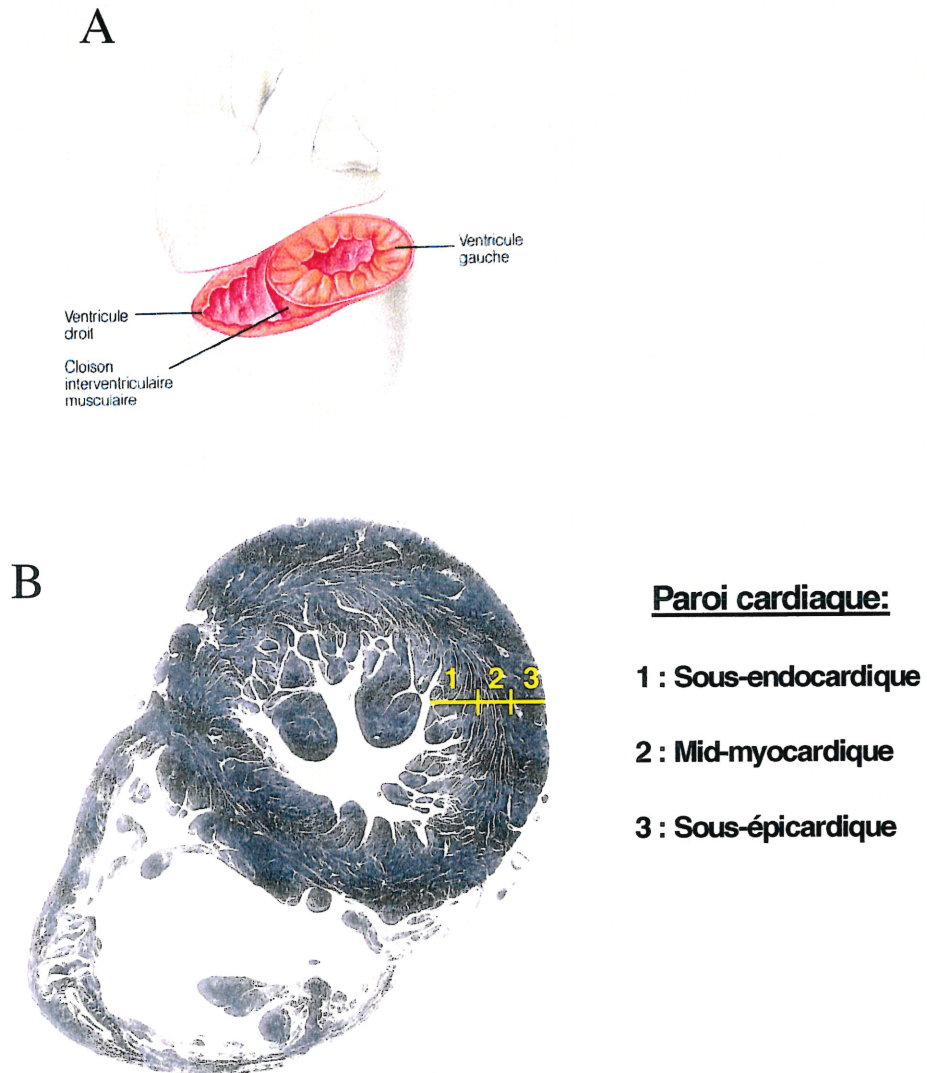 A
Ventricule
gauche
Ventricule
droit
Cloison
interventriculaire
musculaire
B
Paroi cardiaque:
1 2 3
1 : Sous-endocardique
2 : Mid-myocardique
3 : Sous-épicardique